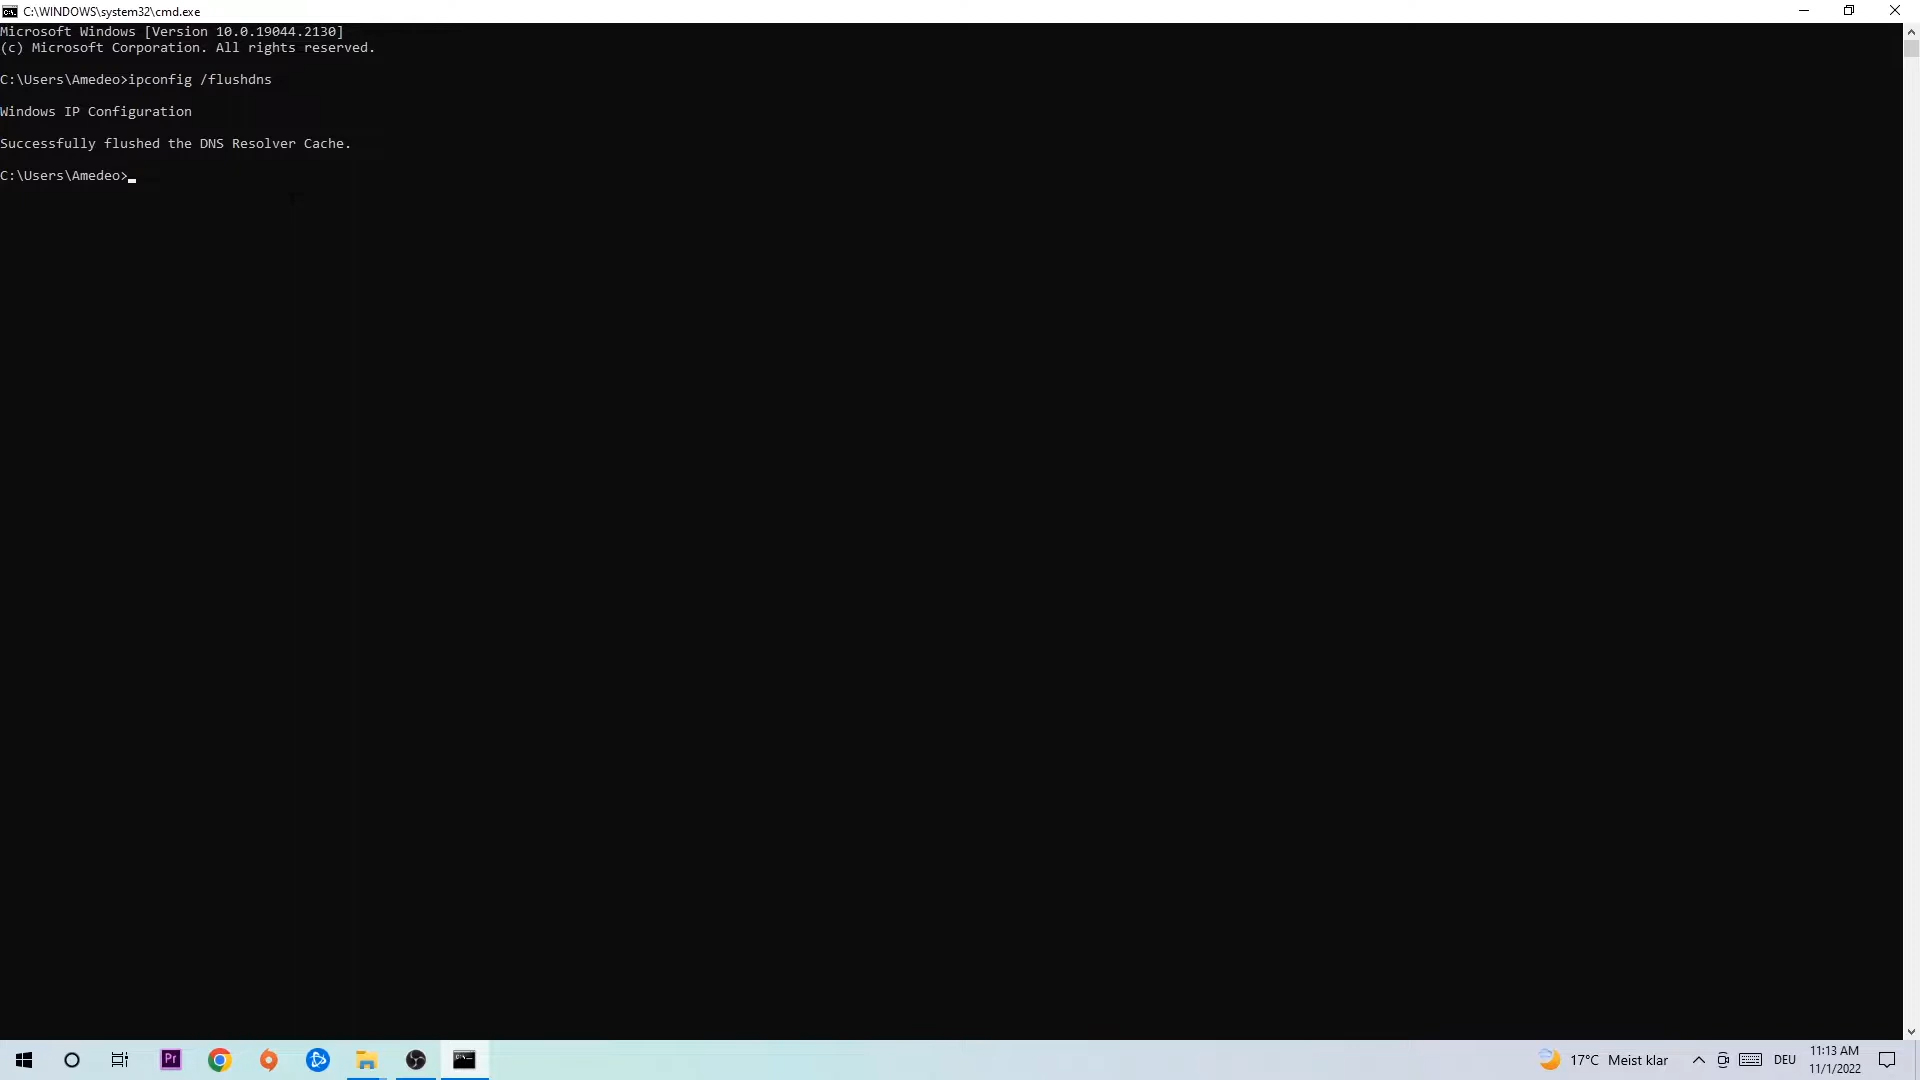 C:\WINDOWS\system32\cmd.exe
Microsoft Windows [Version 10.0.19044.2130]
(c) Microsoft Corporation. All rights reserved.
C:\Users\Amedeo>ipconfig /flushdns
Windows IP Configuration
Successfully flushed the DNS Resolver Cache.
C:\Users\Amedeo>
Pr
17°C Meist klar
DEU
11:13 AM
11/1/2022